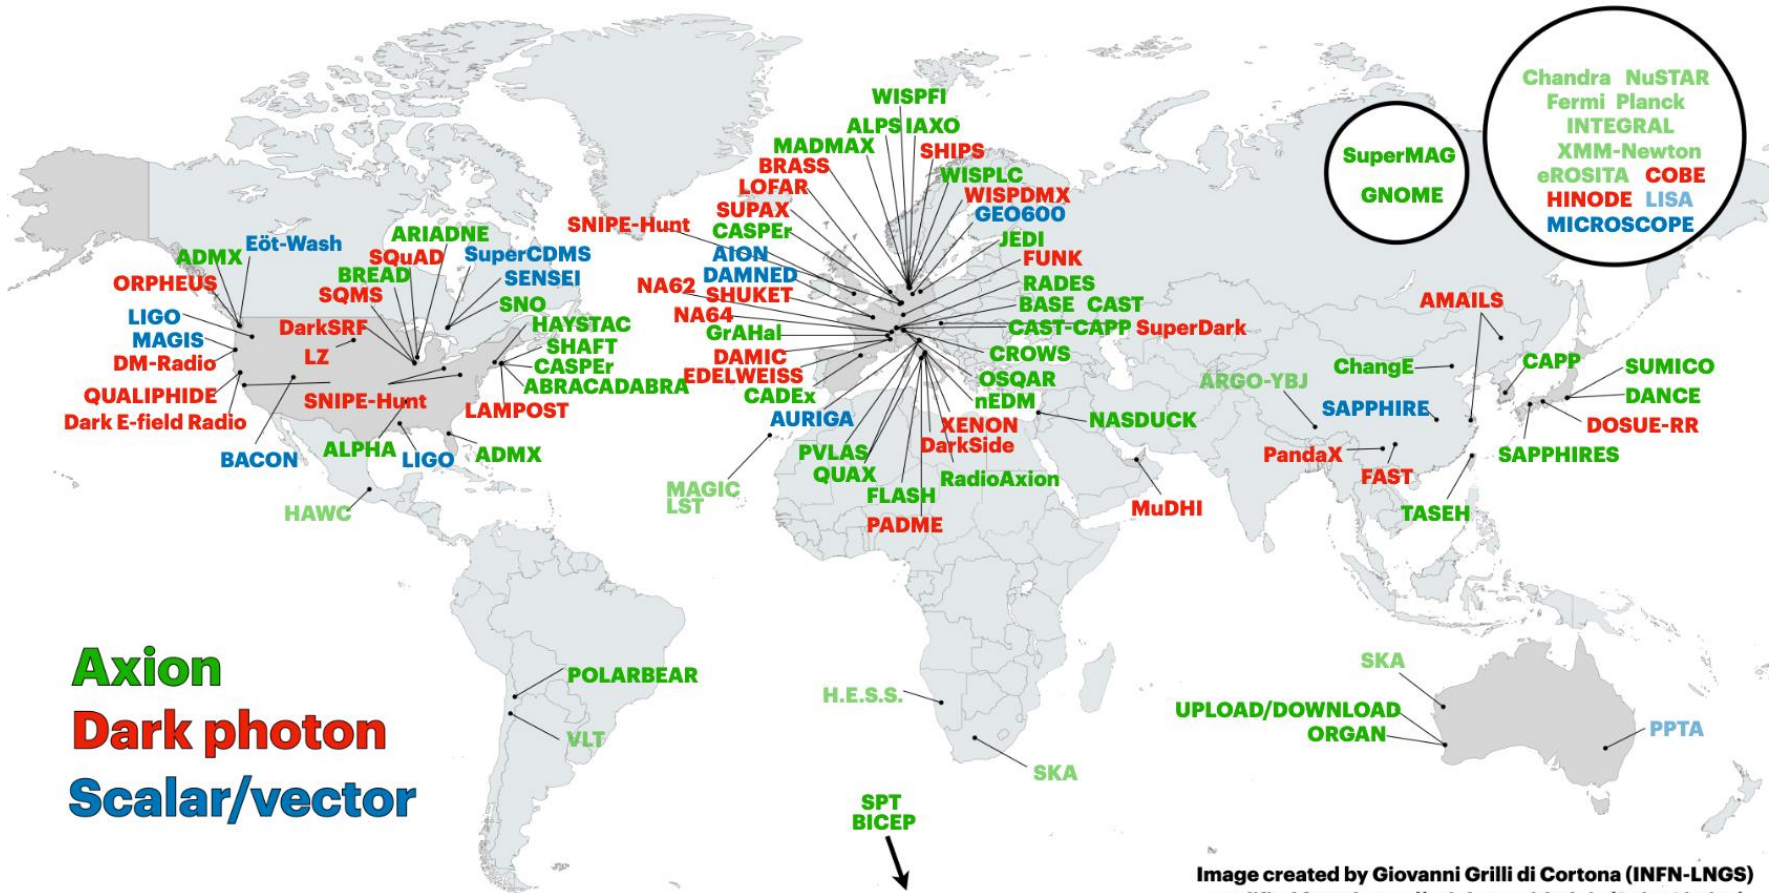 Chandra NuSTAR
Fermi Planck
INTEGRAL
XMM-Newton
eROSITA COBE
HINODE LISA
MICROSCOPE
SuperMAG
GNOME
WISPFI
ALPS IAXO
MADMAX
SHIPS
BRASS
WISPLC
LOFAR
WISPDMX
SUPAX
GEO600
SNIPE-Hunt
CASPEr
JEDI
AION
FUNK
DAMNED
RADES
NA62
SHUKET
BASE CAST
NA64
CAST-CAPP
SuperDark
GrAHal
CROWS
DAMIC
EDELWEISS
OSQAR
CADEx
nEDM
AURIGA
XENON
DarkSide
NASDUCK
PVLAS
QUAX
RadioAxion
FLASH
PADME
MAGIC
LST
MuDHI
ARIADNE
Eöt-Wash
ADMX
SQuAD
SuperCDMS
BREAD
ORPHEUS
SENSEI
SQMS
SNO
LIGO
DarkSRF
HAYSTAC
MAGIS
SHAFT
LZ
DM-Radio
CASPEr
ABRACADABRA
QUALIPHIDE
SNIPE-Hunt
LAMPOST
Dark E-field Radio
ALPHA
LIGO
ADMX
BACON
HAWC
AMAILS
ChangE
CAPP
SUMICO
ARGO-YBJ
DANCE
SAPPHIRE
DOSUE-RR
PandaX
SAPPHIRES
FAST
TASEH
POLARBEAR
VLT
H.E.S.S.
SKA
SKA
UPLOAD/DOWNLOAD
ORGAN
PPTA
SPT
BICEP
Axion
Dark photon
Scalar/vector
Image created by Giovanni Grilli di Cortona (INFN-LNGS)